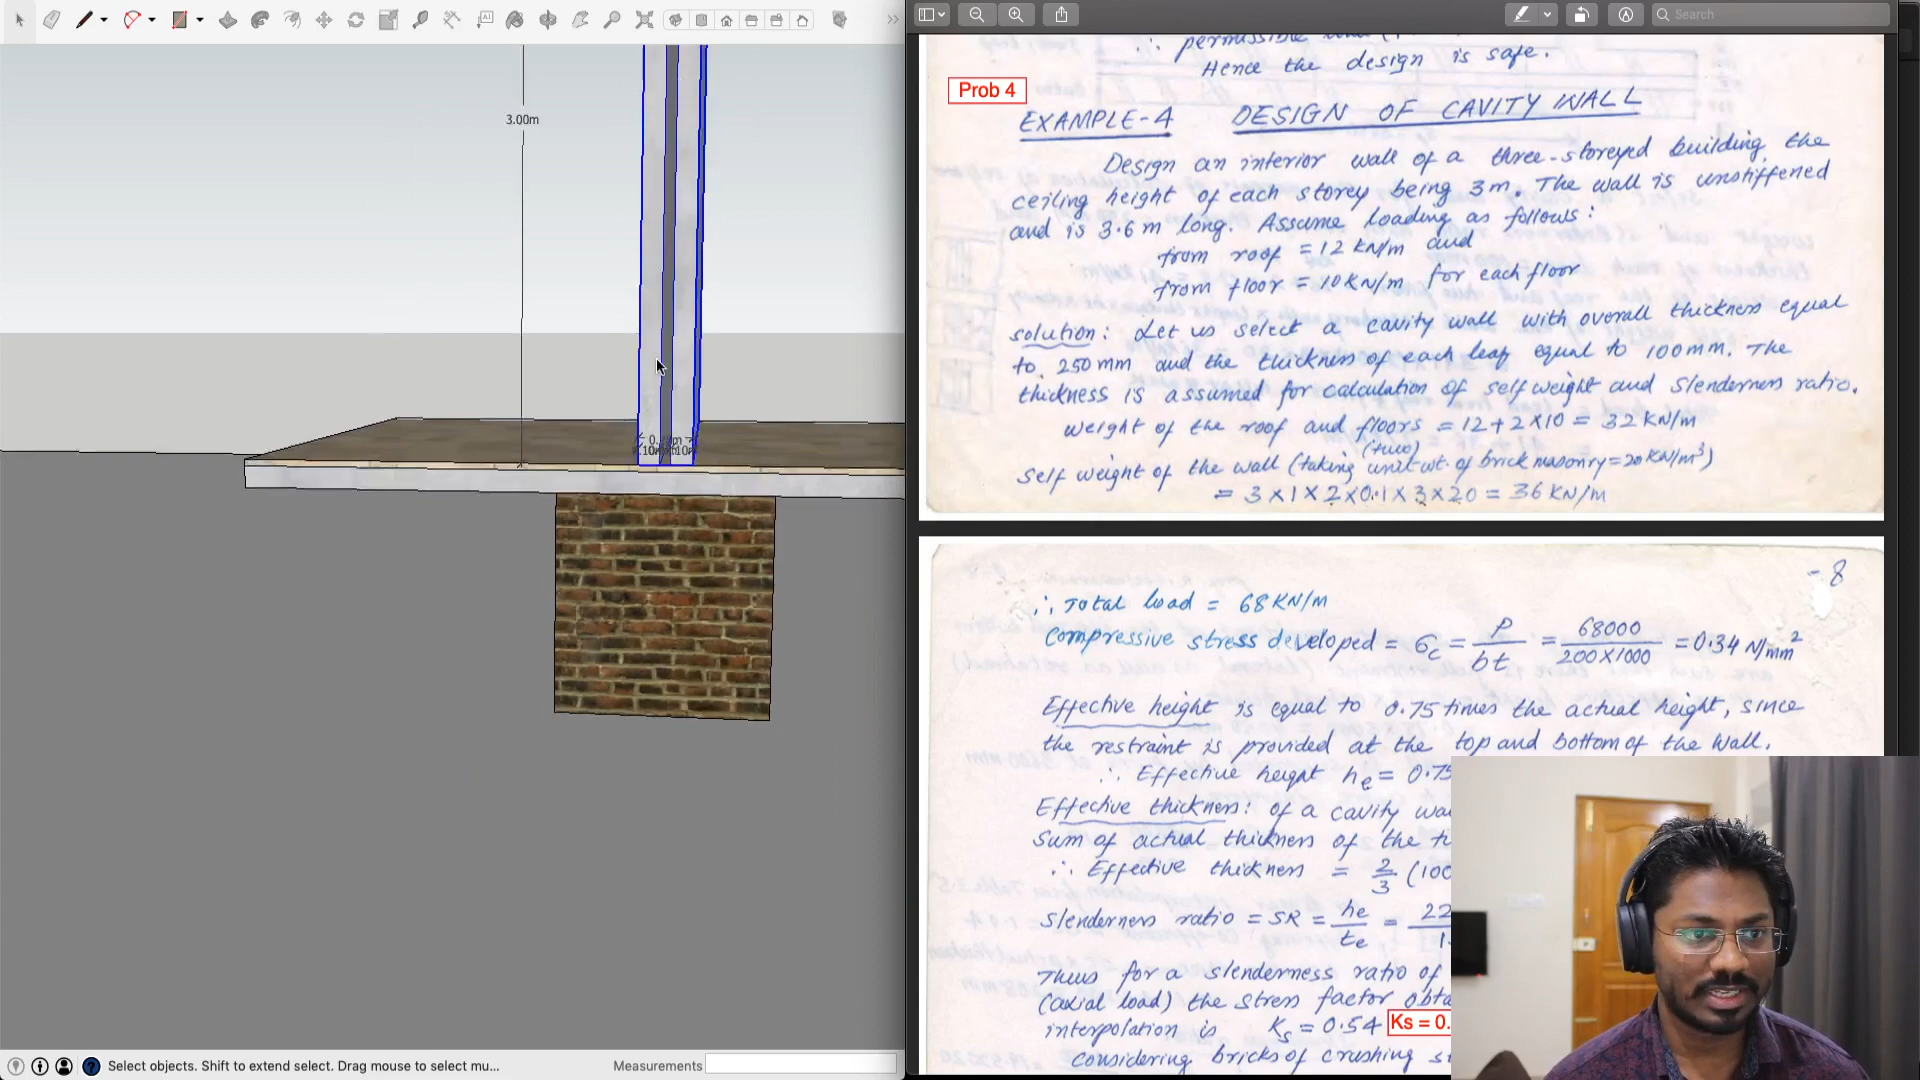 Search
3.00m
Select objects. Shift to extend select. Drag mouse to select mu...
Measurements
∴ permissible
Hence the design is safe.
Prob 4
EXAMPLE-4 DESIGN OF CAVITY WALL
Design an interior wall of a three-storeyed building, the
ceiling height of each storey being 3m. The wall is unstiffened
and is 3.6m long. Assume loading as follows:
from roof = 12 KN/m and
from floor = 10KN/m for each floor
solution: Let us select a cavity wall with overall thickness equal
to 250mm and the thickness of each leaf equal to 100mm. The
thickness is assumed for calculation of selfweight and slenderness ratio.
weight of the roof and floors = 12+2×10 = 32 KN/m
(two)
Self weight of the wall (taking unit wt. of brick masonry = 20 KN/m³)
= 3×1×2×0.1×3×20 = 36 KN/m
-8
∴ Total load = 68KN/m
Compressive stress developed = σc = P/bt = 68000/200×1000 = 0.34 N/mm²
Effective height is equal to 0.75 times the actual height, since
the restraint is provided at the top and bottom of the wall.
∴ Effective height he = 0.75
Effective thickness: of a cavity wa
Sum of actual thickness of the t
∴ Effective thickness = 2/3 (100
Slenderness ratio = SR = he/te = 22
Thus for a slenderness ratio of
(axial load) the stress factor obta
interpolation is Ks = 0.54 Ks = 0.
Considering bricks of crushing s